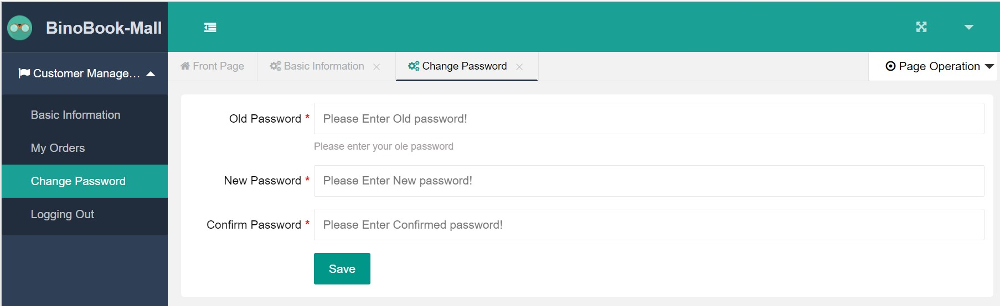 BinoBook-Mall
Customer Manage...
Basic Information
My Orders
Change Password
Logging Out
Front Page
Basic Information
Change Password
Page Operation
Old Password *
Please Enter Old password!
Please enter your ole password
New Password *
Please Enter New password!
Confirm Password *
Please Enter Confirmed password!
Save